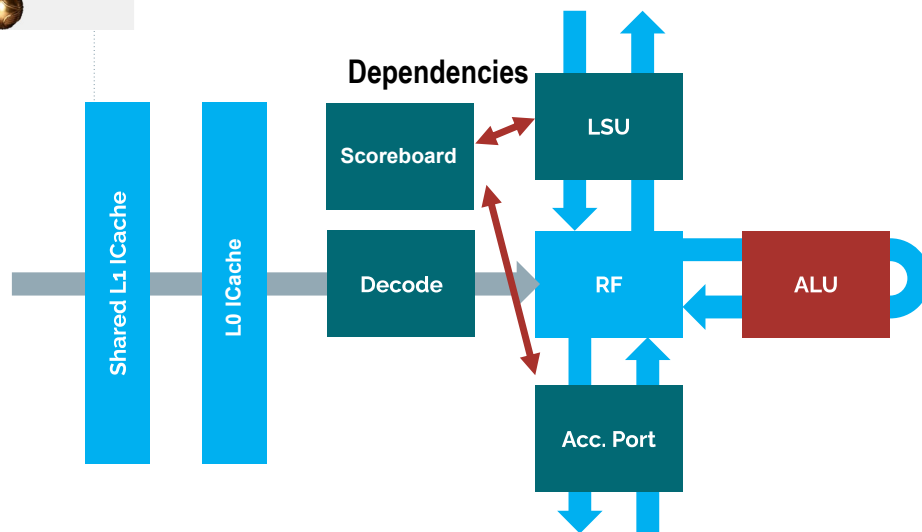 Dependencies
Shared L1 ICache
L0 ICache
Scoreboard
Decode
LSU
RF
ALU
Acc. Port